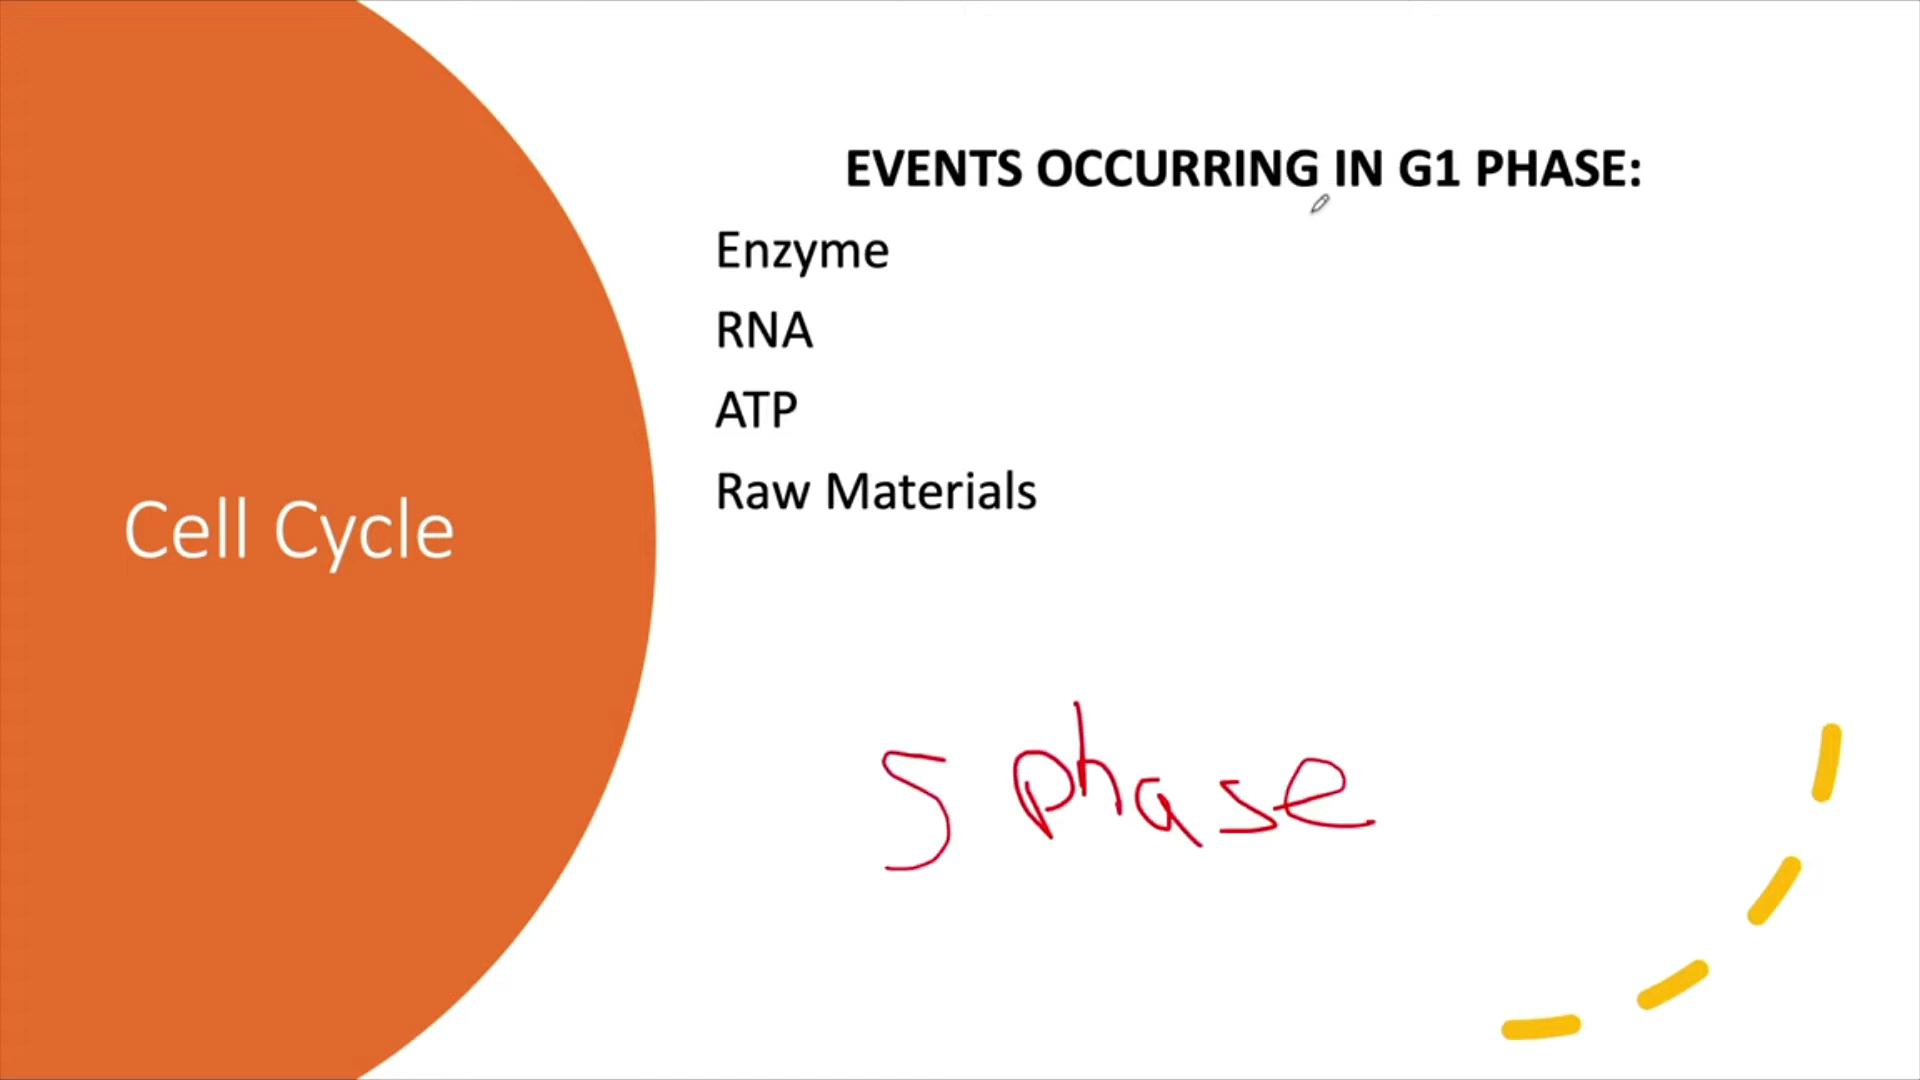 EVENTS OCCURRING IN G1 PHASE:
Enzyme
RNA
ATP
Raw Materials
Cell Cycle
S phase